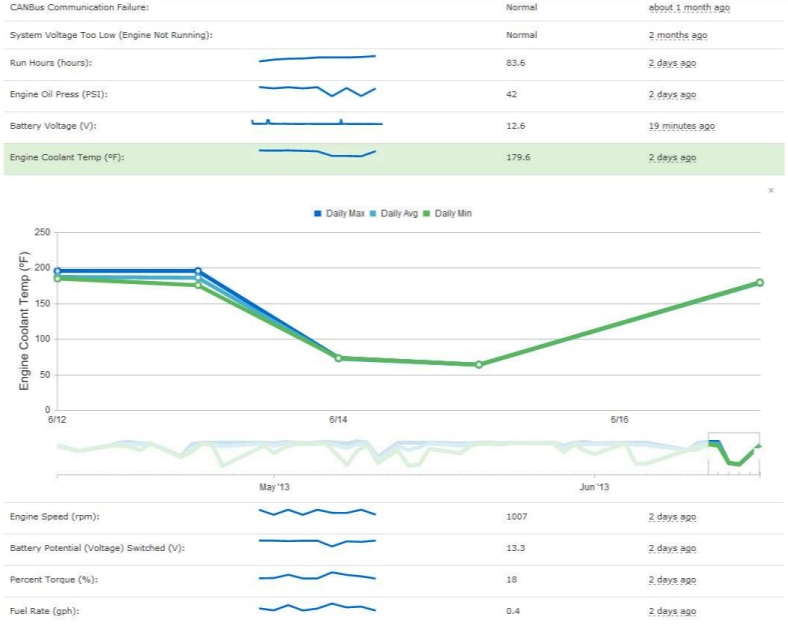 CANBus Communication Failure: Normal about 1 month ago
System Voltage Too Low (Engine Not Running): Normal 2 months ago
Run Hours (hours): 83.6 2 days ago
Engine Oil Press (PSI): 42 2 days ago
Battery Voltage (V): 12.6 19 minutes ago
Engine Coolant Temp (ºF): 179.6 2 days ago
×
Daily Max Daily Avg Daily Min
Engine Coolant Temp (ºF)
250
200
150
100
50
0
6/12 6/14 6/16
May '13 Jun '13
Engine Speed (rpm): 1007 2 days ago
Battery Potential (Voltage) Switched (V): 13.3 2 days ago
Percent Torque (%): 18 2 days ago
Fuel Rate (gph): 0.4 2 days ago